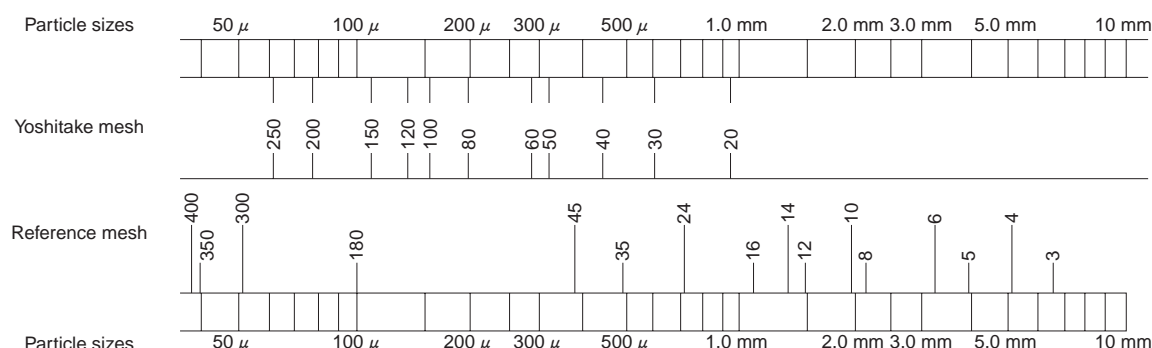 Particle sizes 50 μ 100 μ 200 μ 300 μ 500 μ 1.0 mm 2.0 mm 3.0 mm 5.0 mm 10 mm
Yoshitake mesh 250 200 150 120 100 80 60 50 40 30 20
Reference mesh 400 350 300 180 45 35 24 16 14 12 10 8 6 5 4 3
Particle sizes 50 μ 100 μ 200 μ 300 μ 500 μ 1.0 mm 2.0 mm 3.0 mm 5.0 mm 10 mm